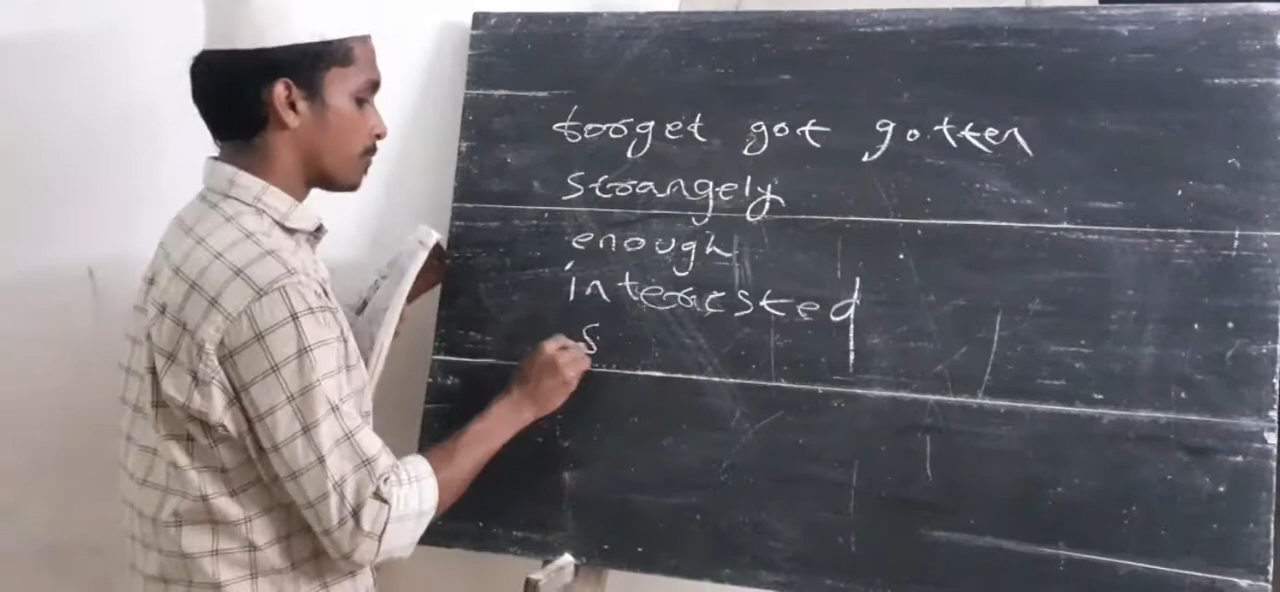 forget got gotten
strangely
enough
interested
s